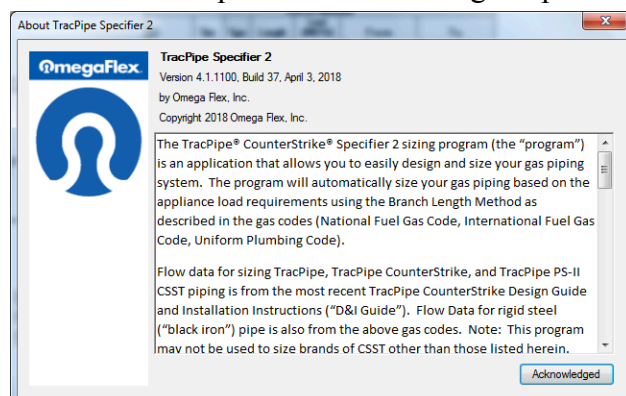 About TracPipe Specifier 2
ΩmegaFlex
TracPipe Specifier 2
Version 4.1.1100, Build 37, April 3, 2018
by Omega Flex, Inc.
Copyright 2018 Omega Flex, Inc.
The TracPipe® CounterStrike® Specifier 2 sizing program (the “program”)
is an application that allows you to easily design and size your gas piping
system. The program will automatically size your gas piping based on the
appliance load requirements using the Branch Length Method as
described in the gas codes (National Fuel Gas Code, International Fuel Gas
Code, Uniform Plumbing Code).
Flow data for sizing TracPipe, TracPipe CounterStrike, and TracPipe PS-II
CSST piping is from the most recent TracPipe CounterStrike Design Guide
and Installation Instructions (“D&I Guide”). Flow Data for rigid steel
(“black iron”) pipe is also from the above gas codes. Note: This program
may not be used to size brands of CSST other than those listed herein.
Acknowledged